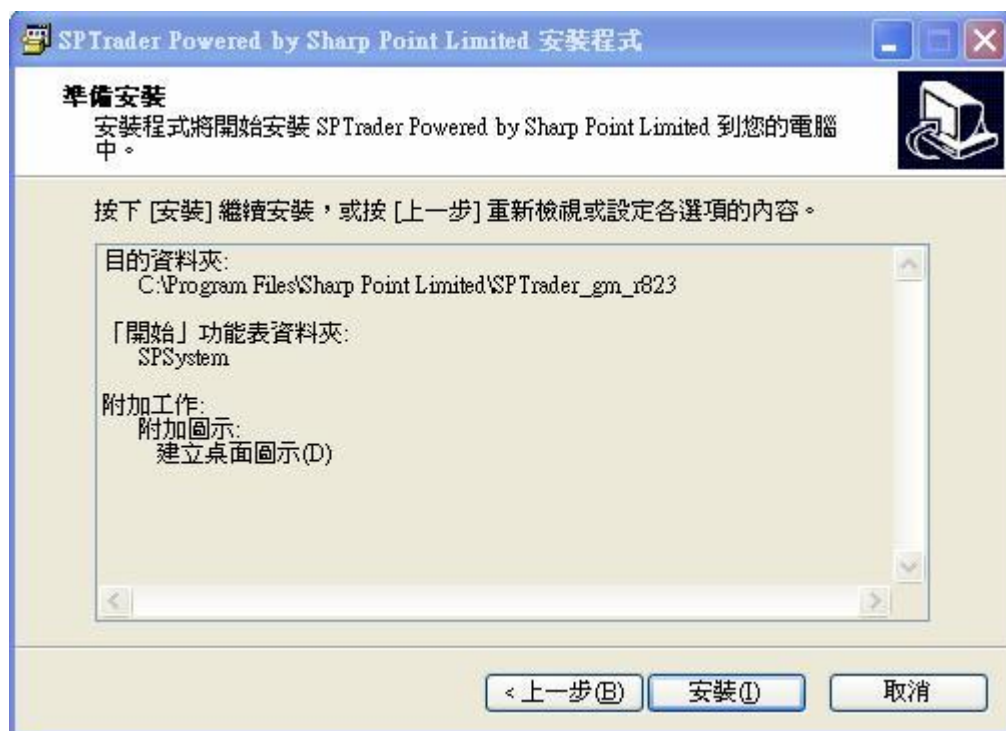 SPTrader Powered by Sharp Point Limited 安裝程式
準備安裝
安裝程式將開始安裝 SPTrader Powered by Sharp Point Limited 到您的電腦
中。
按下 [安裝] 繼續安裝，或按 [上一步] 重新檢視或設定各選項的內容。
目的資料夾:
C:\Program Files\Sharp Point Limited\SPTrader_gm_r823
「開始」功能表資料夾:
SPSystem
附加工作:
附加圖示:
建立桌面圖示(D)
< 上一步(B)
安裝(I)
取消